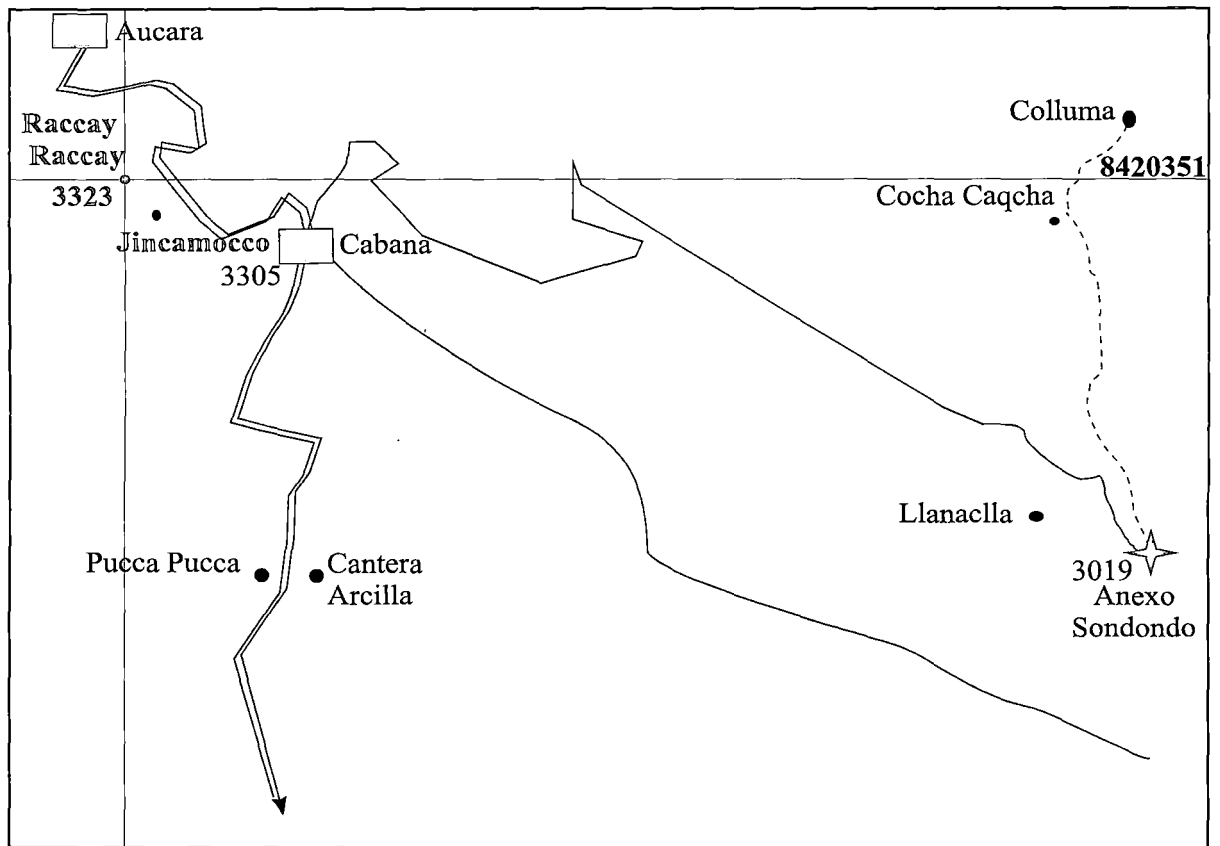 Aucara
Colluma
Raccay
Raccay
8420351
3323
Cocha Caqcha
Jincamocco
Cabana
3305
Llanaclla
Pucca Pucca
Cantera
Arcilla
3019
Anexo
Sondondo